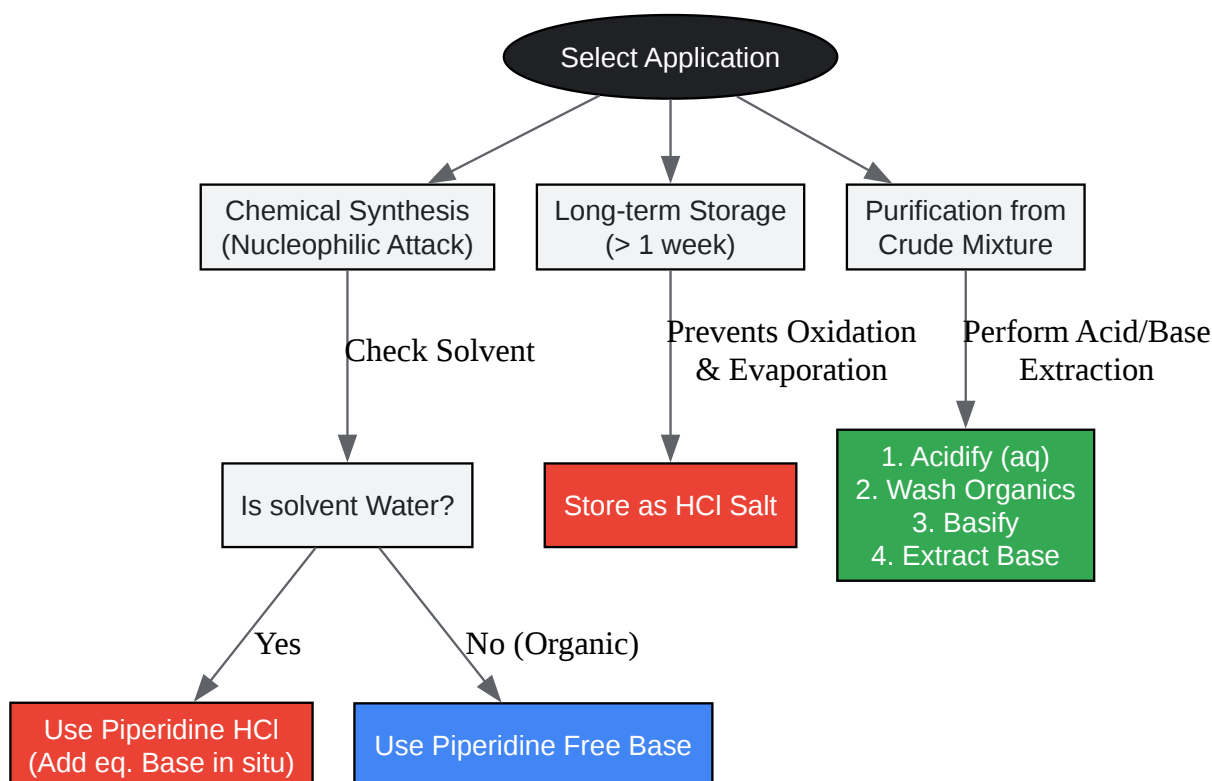 Select Application
Chemical Synthesis
(Nucleophilic Attack)
Long-term Storage
(> 1 week)
Purification from
Crude Mixture
Check Solvent
Prevents Oxidation
& Evaporation
Perform Acid/Base
Extraction
Is solvent Water?
Store as HCl Salt
1. Acidify (aq)
2. Wash Organics
3. Basify
4. Extract Base
Yes
No (Organic)
Use Piperidine HCl
(Add eq. Base in situ)
Use Piperidine Free Base